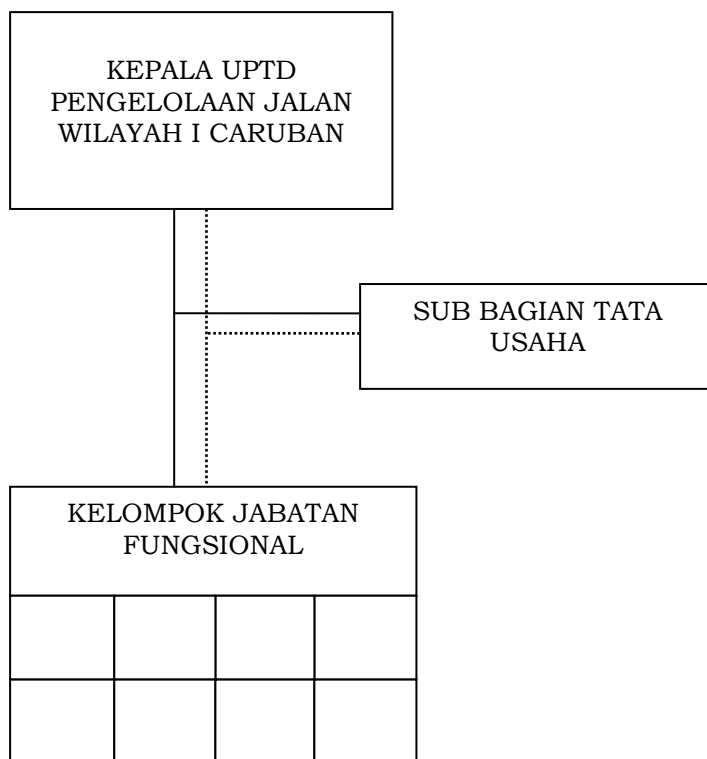 KEPALA UPTD
PENGELOLAAN JALAN
WILAYAH I CARUBAN
SUB BAGIAN TATA
USAHA
KELOMPOK JABATAN
FUNGSIONAL